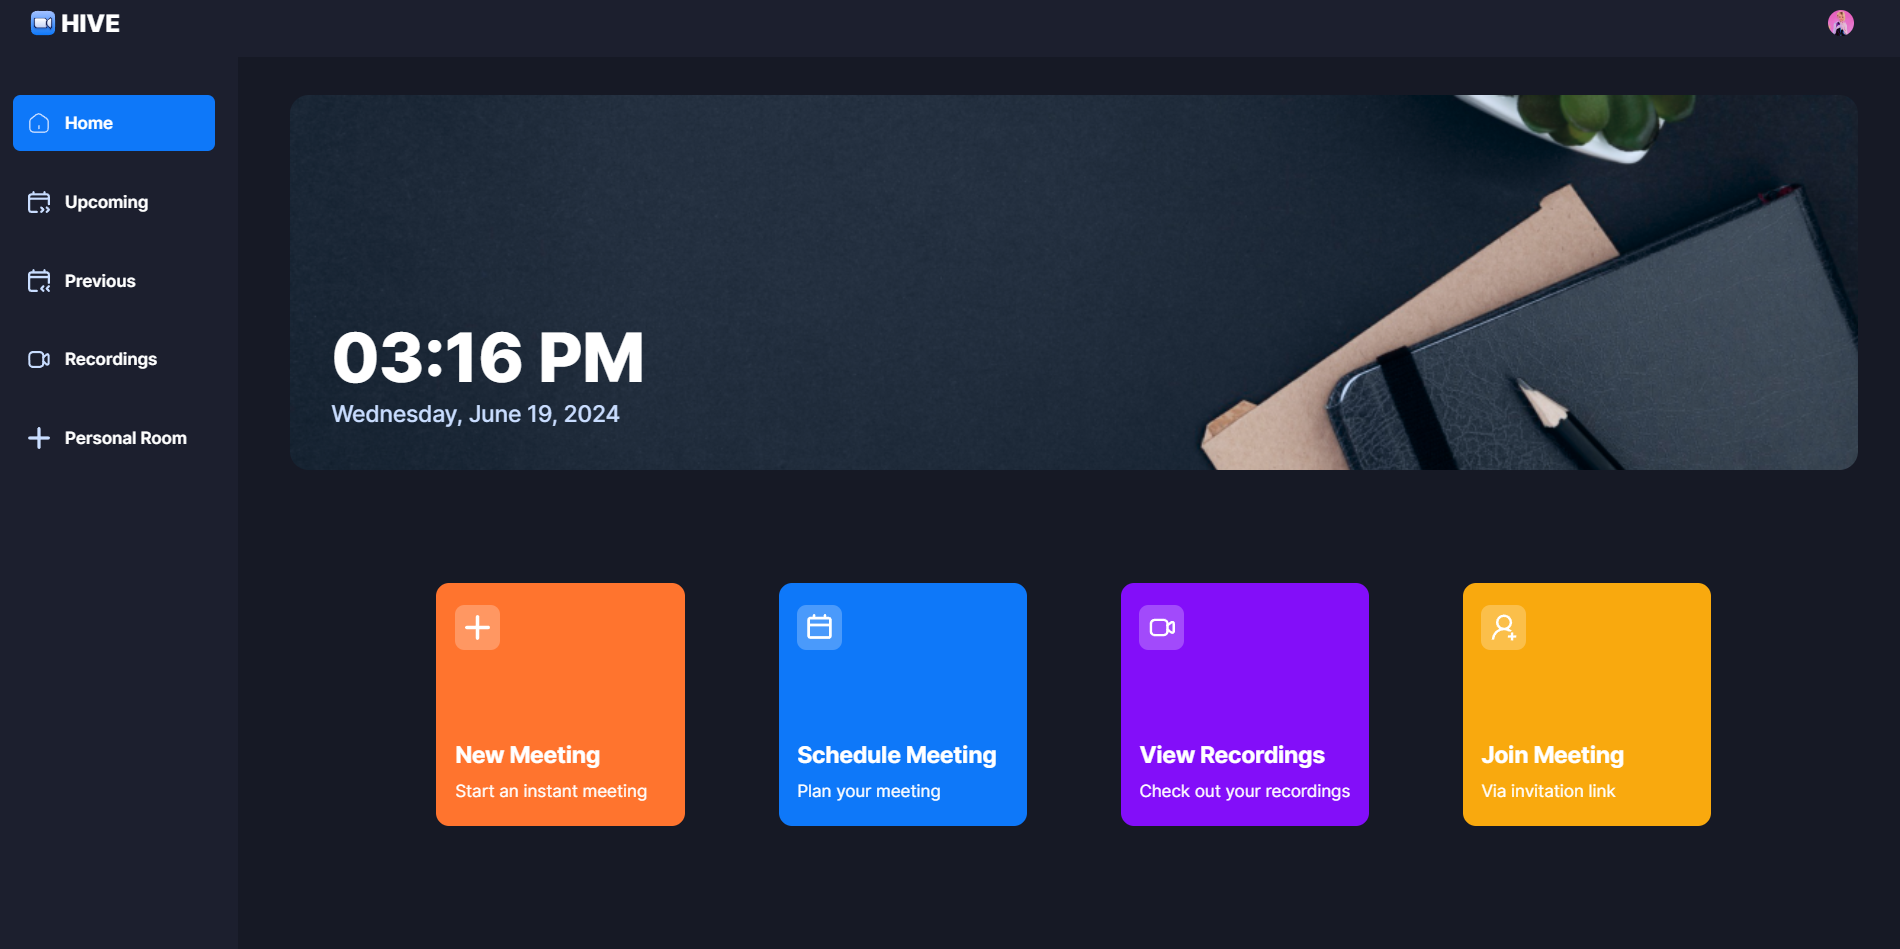 HIVE
Home
Upcoming
Previous
Recordings
Personal Room
03:16 PM
Wednesday, June 19, 2024
New Meeting
Start an instant meeting
Schedule Meeting
Plan your meeting
View Recordings
Check out your recordings
Join Meeting
Via invitation link